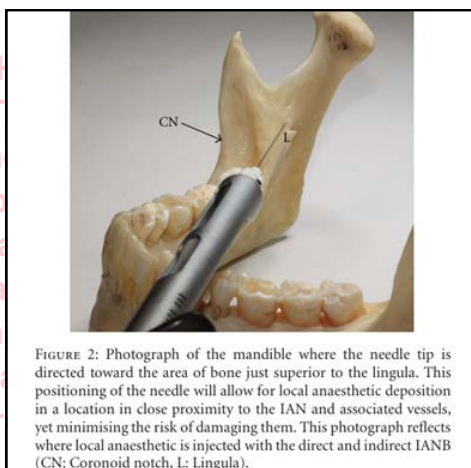 CN
L
FIGURE 2: Photograph of the mandible where the needle tip is
directed toward the area of bone just superior to the lingula. This
positioning of the needle will allow for local anaesthetic deposition
in a location in close proximity to the IAN and associated vessels,
yet minimising the risk of damaging them. This photograph reflects
where local anaesthetic is injected with the direct and indirect IANB
(CN: Coronoid notch, L: Lingula).